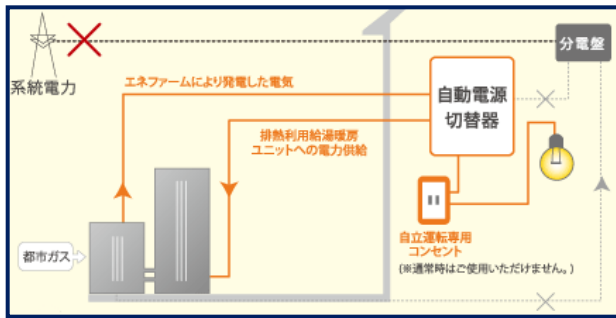 系統電力
分電盤
エネファームにより発電した電気
自動電源
切替器
排熱利用給湯暖房
ユニットへの電力供給
都市ガス
自立運転専用
コンセント
(※通常時はご使用いただけません。)